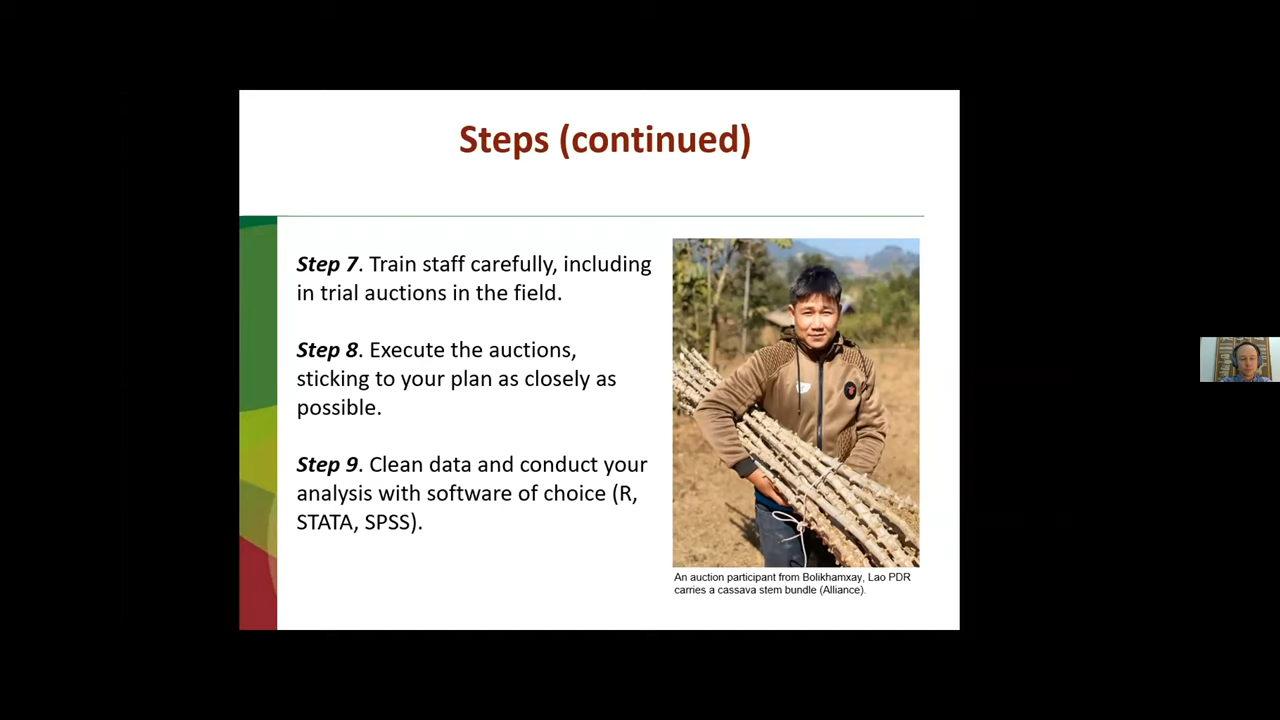 Steps (continued)
Step 7. Train staff carefully, including
in trial auctions in the field.
Step 8. Execute the auctions,
sticking to your plan as closely as
possible.
Step 9. Clean data and conduct your
analysis with software of choice (R,
STATA, SPSS).
An auction participant from Bolikhamxay, Lao PDR
carries a cassava stem bundle (Alliance).